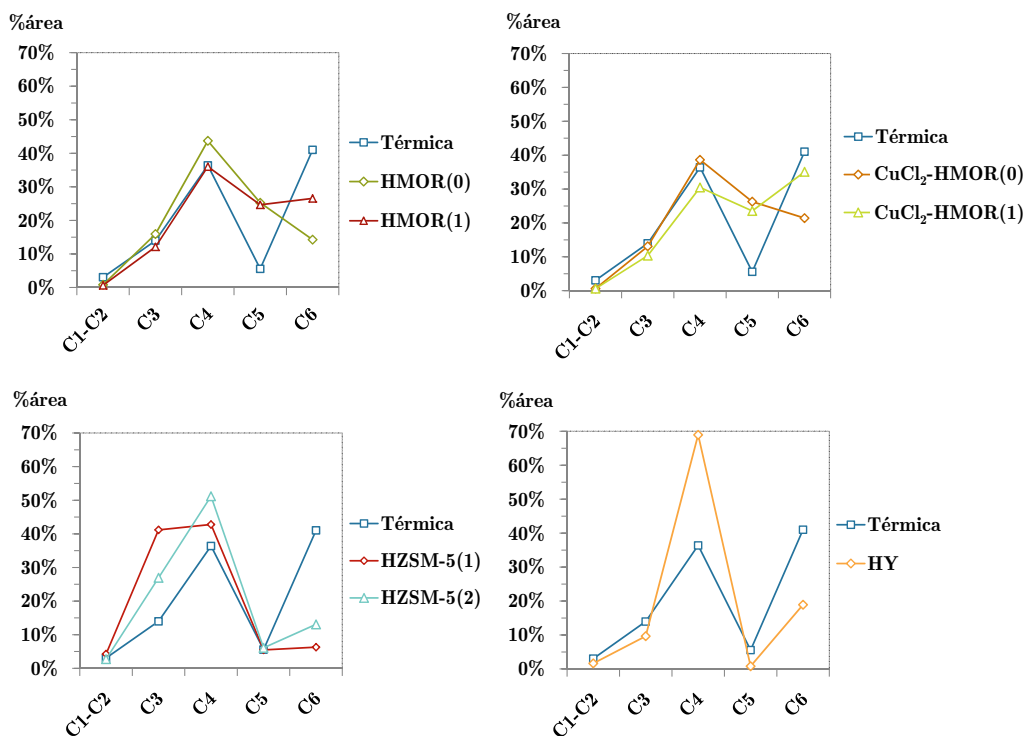 %área
70%
60%
50%
40%
30%
20%
10%
0%
C1-C2
C3
C4
C5
C6
Térmica
HMOR(0)
HMOR(1)
%área
70%
60%
50%
40%
30%
20%
10%
0%
C1-C2
C3
C4
C5
C6
Térmica
CuCl₂-HMOR(0)
CuCl₂-HMOR(1)
%área
70%
60%
50%
40%
30%
20%
10%
0%
C1-C2
C3
C4
C5
C6
Térmica
HZSM-5(1)
HZSM-5(2)
%área
70%
60%
50%
40%
30%
20%
10%
0%
C1-C2
C3
C4
C5
C6
Térmica
HY